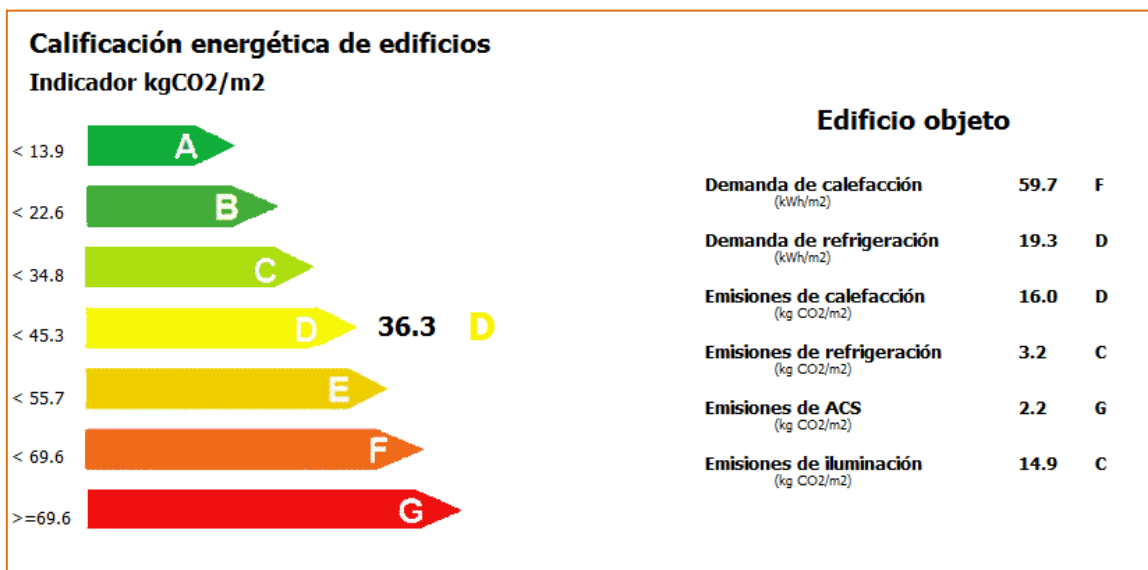 Calificación energética de edificios
Indicador kgCO2/m2
< 13.9 A
< 22.6 B
< 34.8 C
< 45.3 D 36.3 D
< 55.7 E
< 69.6 F
>=69.6 G
Edificio objeto
Demanda de calefacción 59.7 F
(kWh/m2)
Demanda de refrigeración 19.3 D
(kWh/m2)
Emisiones de calefacción 16.0 D
(kg CO2/m2)
Emisiones de refrigeración 3.2 C
(kg CO2/m2)
Emisiones de ACS 2.2 G
(kg CO2/m2)
Emisiones de iluminación 14.9 C
(kg CO2/m2)